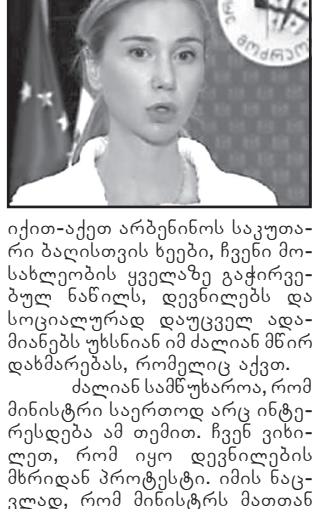 იქით-აქეთ არბენინოს საკუთა-
რი ბაღისთვის ხეები, ჩვენი მო-
სახლეობის ყველაზე გაჭირვე-
ბულ ნაწილს, დევნილებს და
სოციალურად დაუცველ ადა-
მიანებს უხსნიან იმ ძალიან მწირ
დახმარებას, რომელიც აქვთ.
ძალიან სამწუხაროა, რომ
მინისტრი საერთოდ არც ინტე-
რესდება ამ თემით. ჩვენ ვიხი-
ლეთ, რომ იყო დევნილების
მხრიდან პროტესტი. იმის ნაც-
ვლად, რომ მინისტრს მათთან